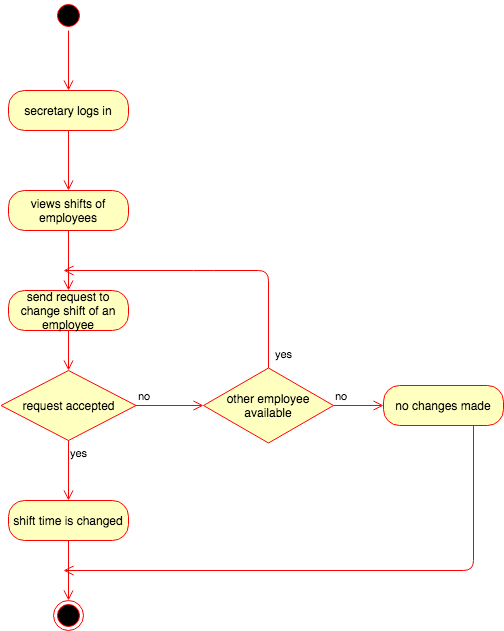 secretary logs in
views shifts of
employees
send request to
change shift of an
employee
yes
request accepted
no
other employee
available
no
no changes made
yes
shift time is changed